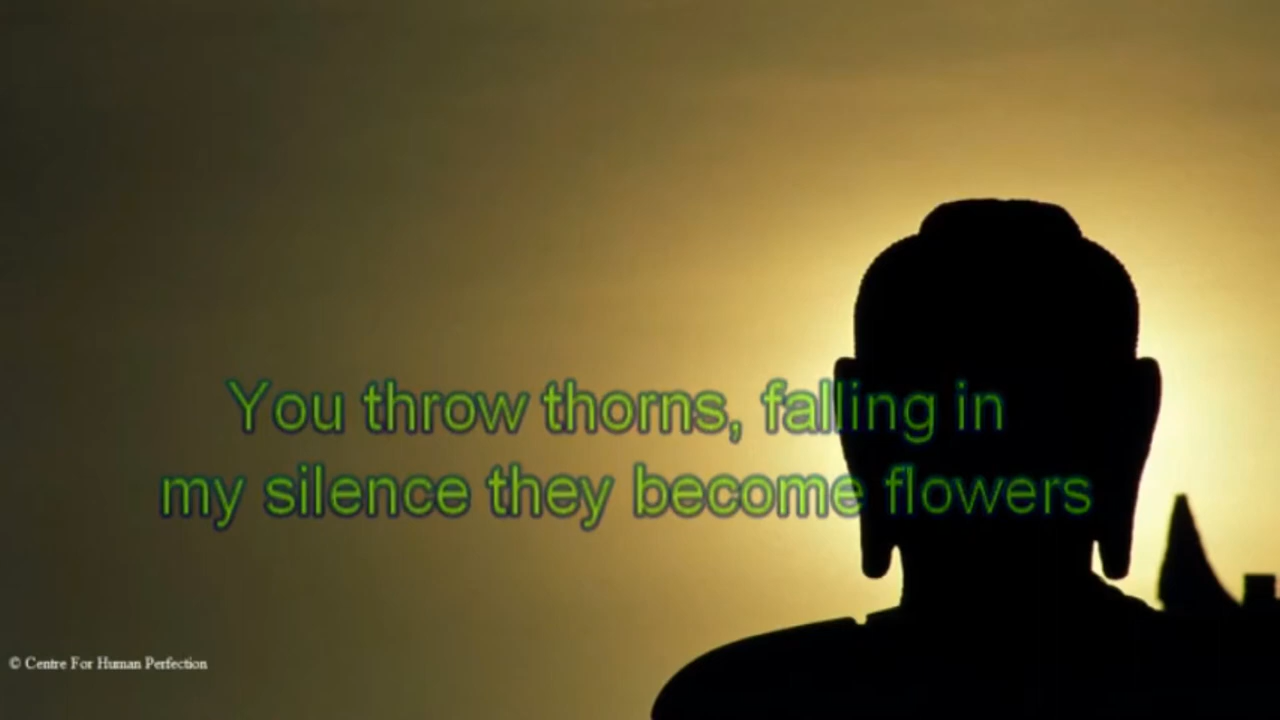 You throw thorns, falling in
my silence they become flowers
© Centre For Human Perfection